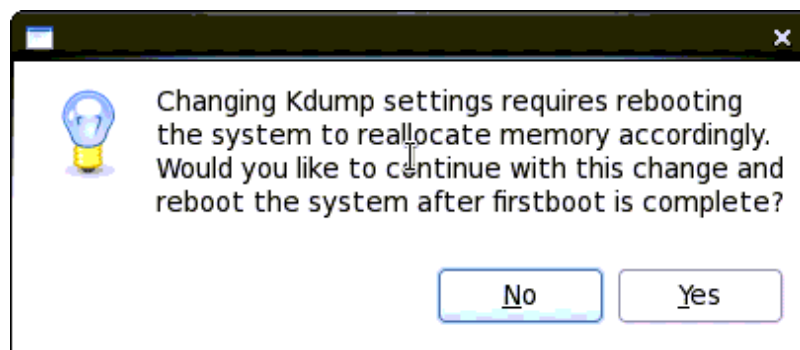 Changing Kdump settings requires rebooting
the system to reallocate memory accordingly.
Would you like to continue with this change and
reboot the system after firstboot is complete?
No Yes